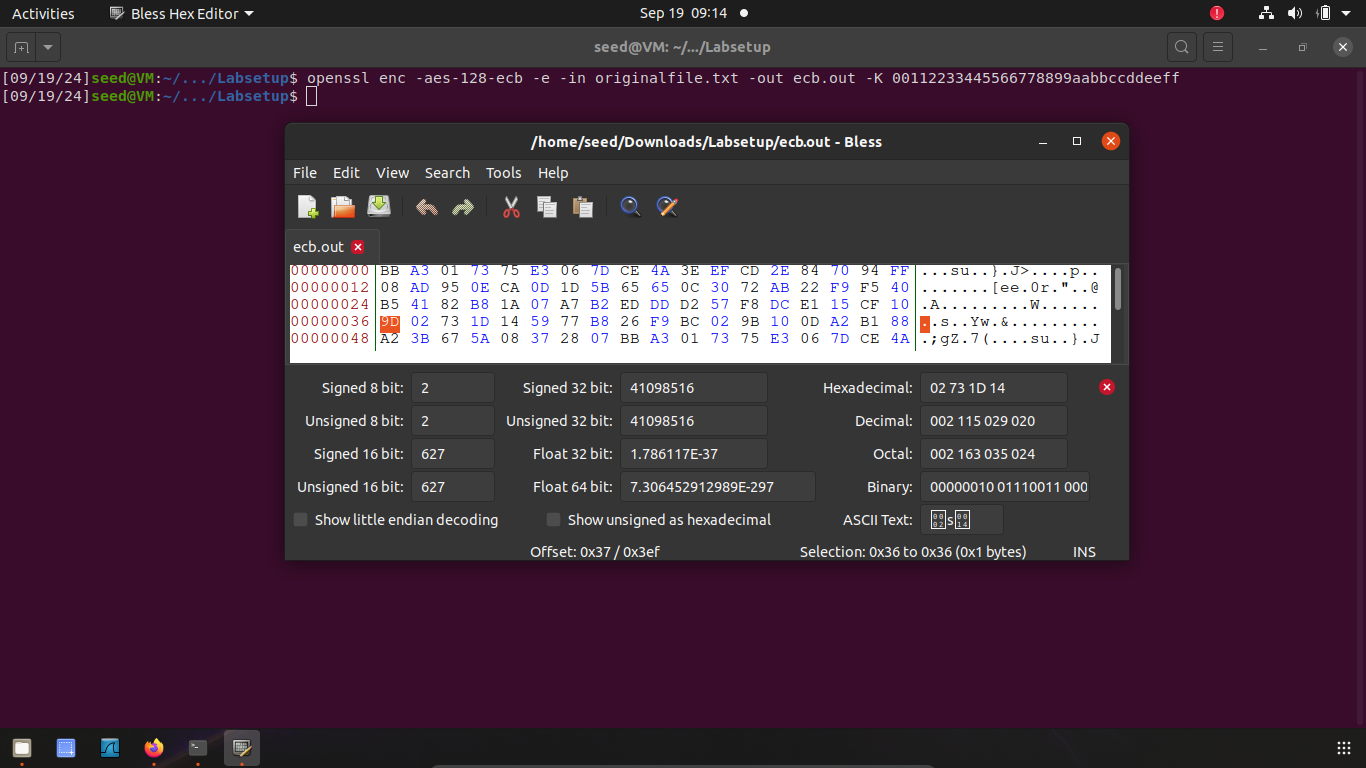 Activities Bless Hex Editor Sep 19 09:14
seed@VM: ~/.../Labsetup
[09/19/24]seed@VM:~/.../Labsetup$ openssl enc -aes-128-ecb -e -in originalfile.txt -out ecb.out -K 00112233445566778899aabbccddeeff
[09/19/24]seed@VM:~/.../Labsetup$
/home/seed/Downloads/Labsetup/ecb.out - Bless
File Edit View Search Tools Help
ecb.out
00000000 BB A3 01 73 75 E3 06 7D CE 4A 3E EF CD 2E 84 70 94 FF ...su..}.J>....p..
00000012 08 AD 95 0E CA 0D 1D 5B 65 65 0C 30 72 AB 22 F9 F5 40 .......[ee.0r."..@
00000024 B5 41 82 B8 1A 07 A7 B2 ED DD D2 57 F8 DC E1 15 CF 10 .A.........W......
00000036 9D 02 73 1D 14 59 77 B8 26 F9 BC 02 9B 10 0D A2 B1 88 ..s..Yw.&.........
00000048 A2 3B 67 5A 08 37 28 07 BB A3 01 73 75 E3 06 7D CE 4A .;gZ.7(....su..}.J
Signed 8 bit: 2 Signed 32 bit: 41098516 Hexadecimal: 02 73 1D 14
Unsigned 8 bit: 2 Unsigned 32 bit: 41098516 Decimal: 002 115 029 020
Signed 16 bit: 627 Float 32 bit: 1.786117E-37 Octal: 002 163 035 024
Unsigned 16 bit: 627 Float 64 bit: 7.306452912989E-297 Binary: 00000010 01110011 000
Show little endian decoding Show unsigned as hexadecimal ASCII Text: s
Offset: 0x37 / 0x3ef Selection: 0x36 to 0x36 (0x1 bytes) INS